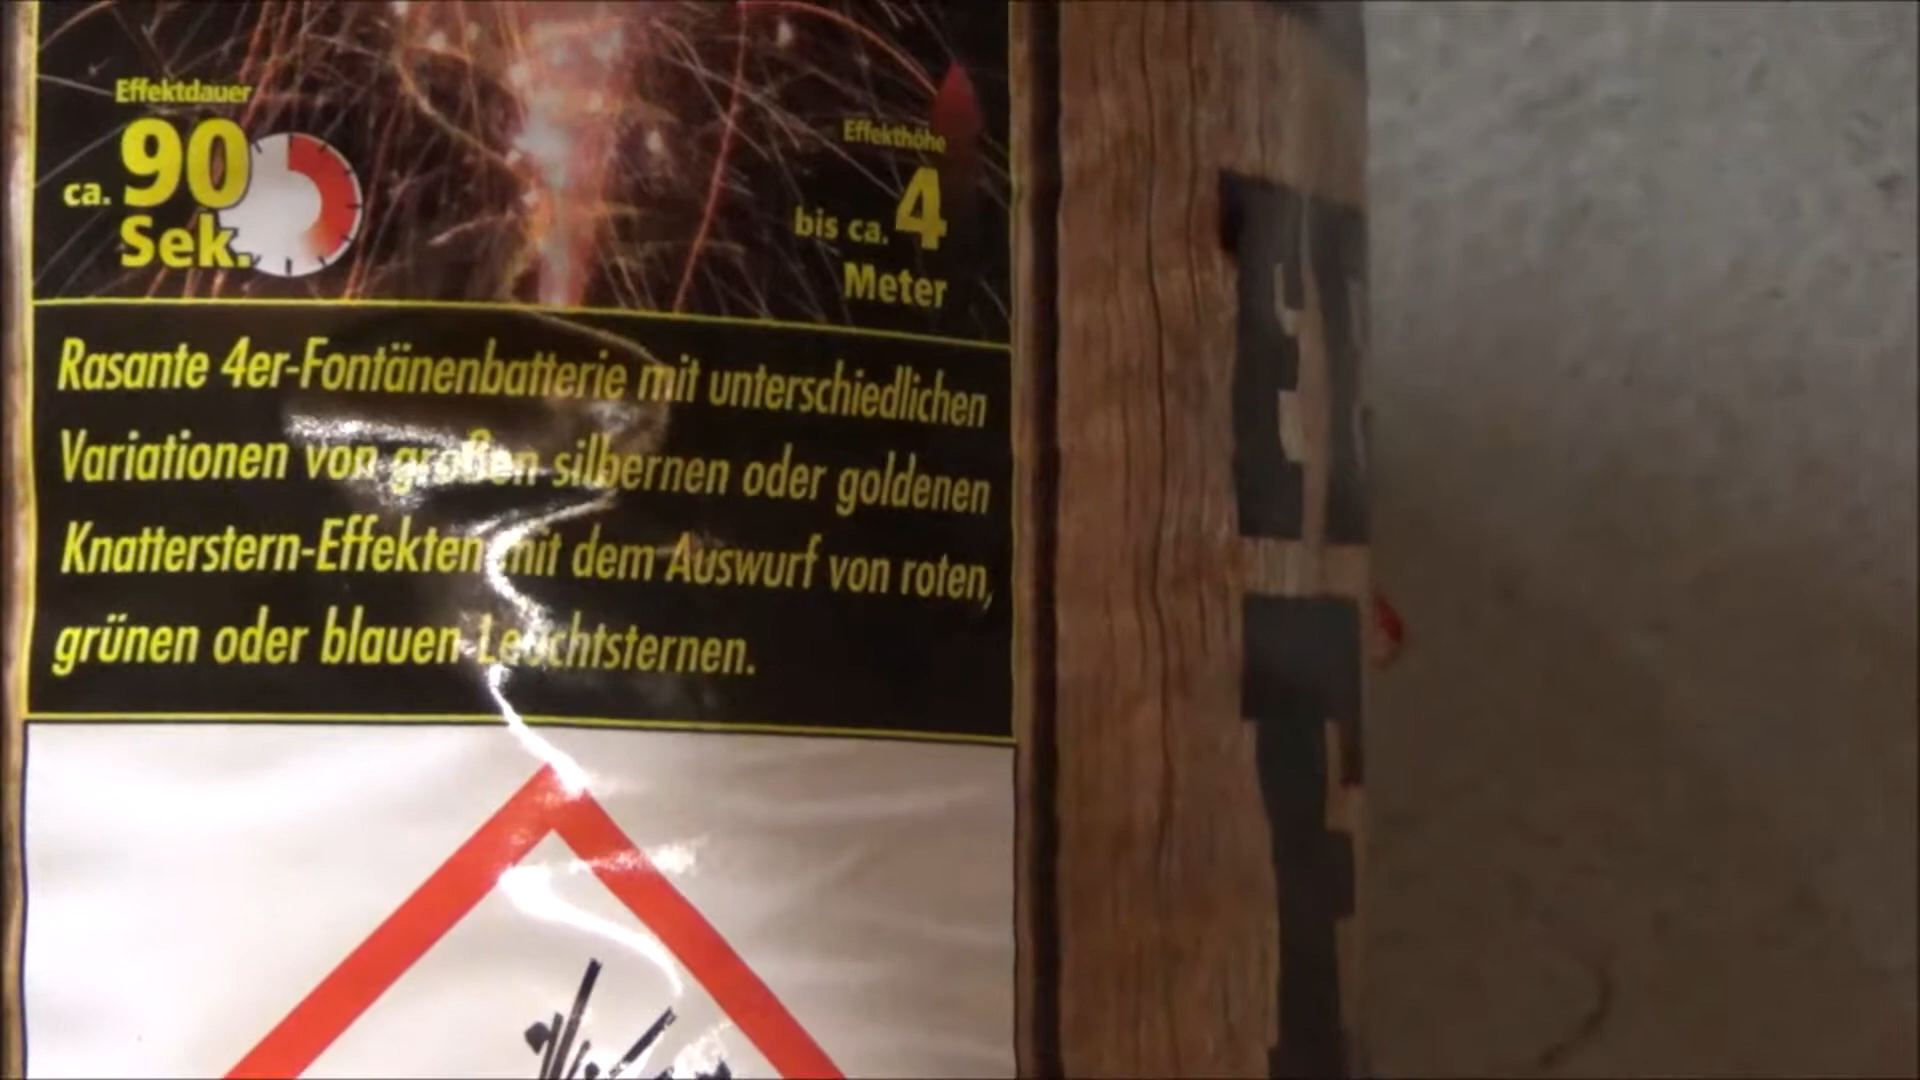 Effektdauer
ca. 90
Sek.
Effekthöhe
bis ca. 4
Meter
Rasante 4er-Fontänenbatterie mit unterschiedlichen
Variationen von großen silbernen oder goldenen
Knatterstern-Effekten mit dem Auswurf von roten,
grünen oder blauen Leuchtsternen.